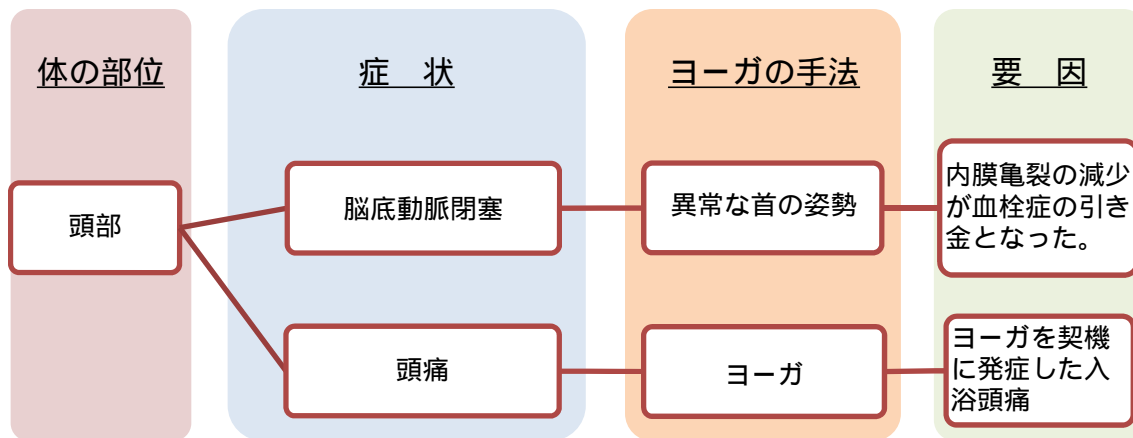 体の部位
症　状
ヨーガの手法
要　因
頭部
脳底動脈閉塞
異常な首の姿勢
内膜亀裂の減少
が血栓症の引き
金となった。
頭痛
ヨーガ
ヨーガを契機
に発症した入
浴頭痛